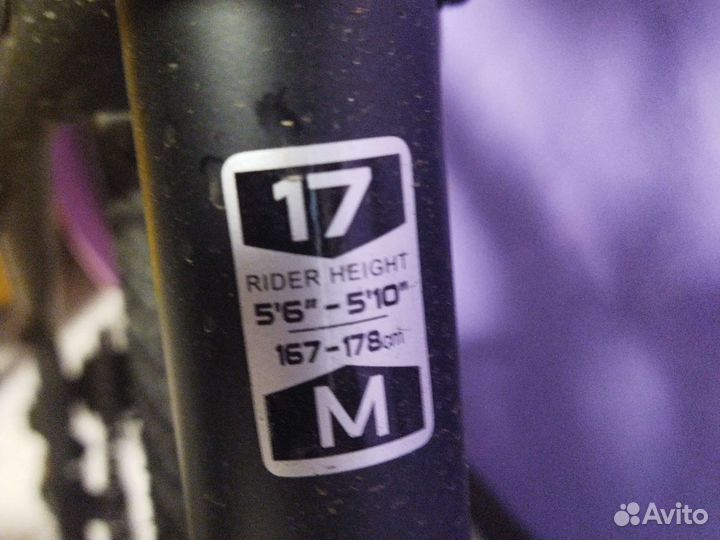 17
RIDER HEIGHT
5'6" - 5'10"
167-178cm
M
Avito